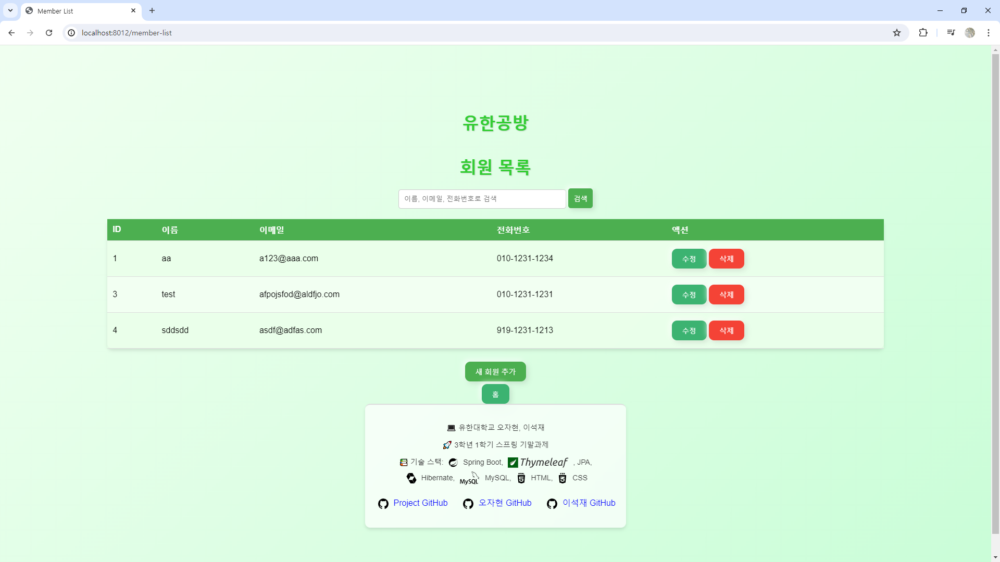 Member List
localhost:8012/member-list
유한공방
회원 목록
이름, 이메일, 전화번호로 검색 검색
ID 이름 이메일 전화번호 액션
1 aa a123@aaa.com 010-1231-1234 수정 삭제
3 test afpojsfod@aldfjo.com 010-1231-1231 수정 삭제
4 sddsdd asdf@adfas.com 919-1231-1213 수정 삭제
새 회원 추가
홈
유한대학교 오자현, 이석재
3학년 1학기 스프링 기말과제
기술 스택: Spring Boot, Thymeleaf , JPA,
Hibernate, MySQL MySQL, HTML 5 HTML, CSS 3 CSS
Project GitHub 오자현 GitHub 이석재 GitHub